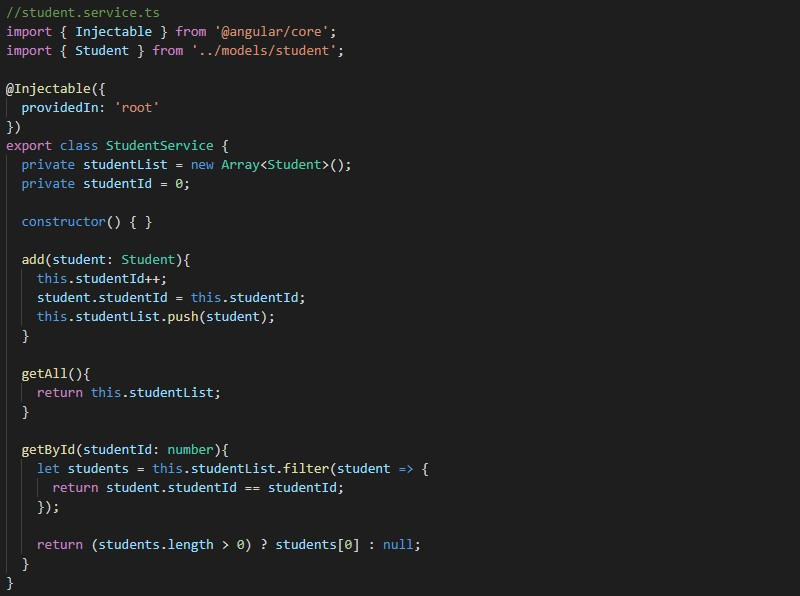 //student.service.ts
import { Injectable } from '@angular/core';
import { Student } from '../models/student';
@Injectable({
  providedIn: 'root'
})
export class StudentService {
  private studentList = new Array<Student>();
  private studentId = 0;
  constructor() { }
  add(student: Student){
    this.studentId++;
    student.studentId = this.studentId;
    this.studentList.push(student);
  }
  getAll(){
    return this.studentList;
  }
  getById(studentId: number){
    let students = this.studentList.filter(student => {
      return student.studentId == studentId;
    });
    return (students.length > 0) ? students[0] : null;
  }
}